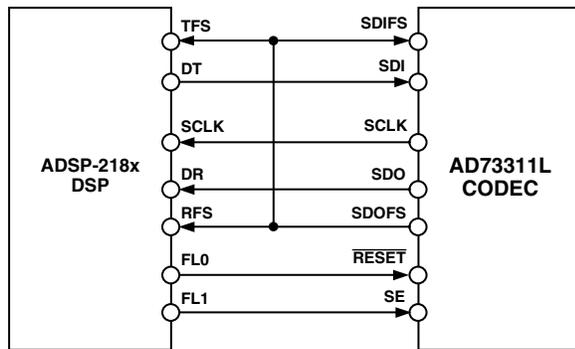 TFS SDIFS
DT SDI
SCLK SCLK
ADSP-218x
DSP
DR SDO
AD73311L
CODEC
RFS SDOFS
FL0 RESET
FL1 SE